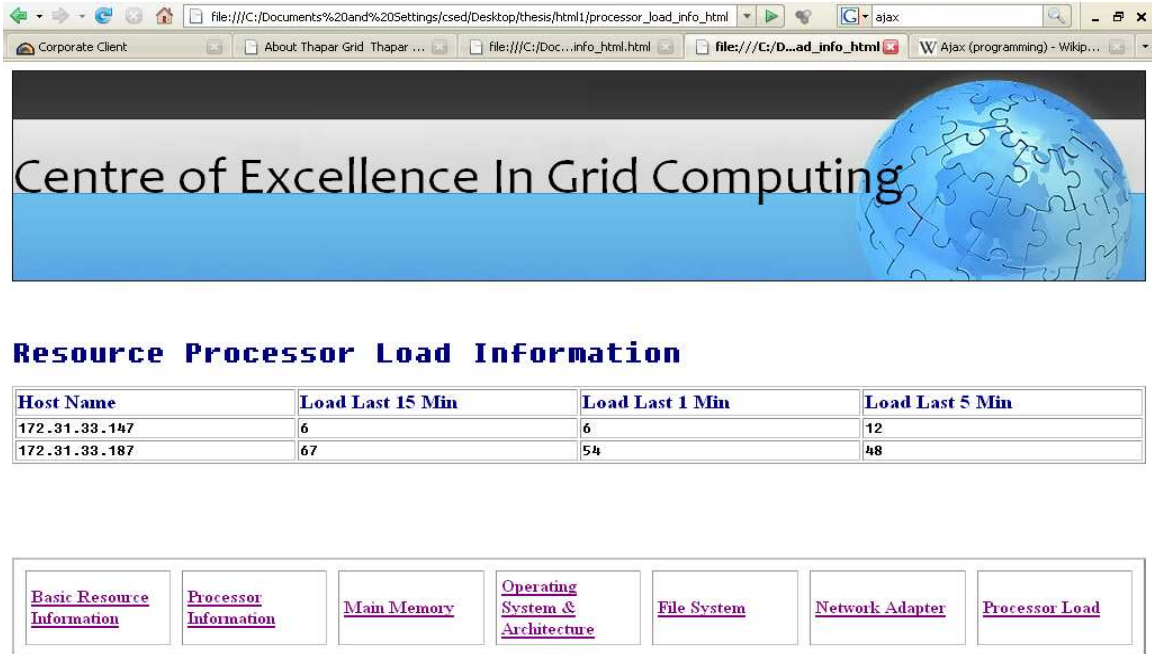 file:///C:/Documents%20and%20Settings/csed/Desktop/thesis/html1/processor_load_info_html
G ajax
Corporate Client
About Thapar Grid Thapar ...
file:///C:/Doc...info_html.html
file:///C:/D...ad_info_html
W Ajax (programming) - Wikip...
Centre of Excellence In Grid Computing
Resource Processor Load Information
Host Name Load Last 15 Min Load Last 1 Min Load Last 5 Min
172.31.33.147 6 6 12
172.31.33.187 67 54 48
Basic Resource
Information
Processor
Information
Main Memory
Operating
System &
Architecture
File System
Network Adapter
Processor Load